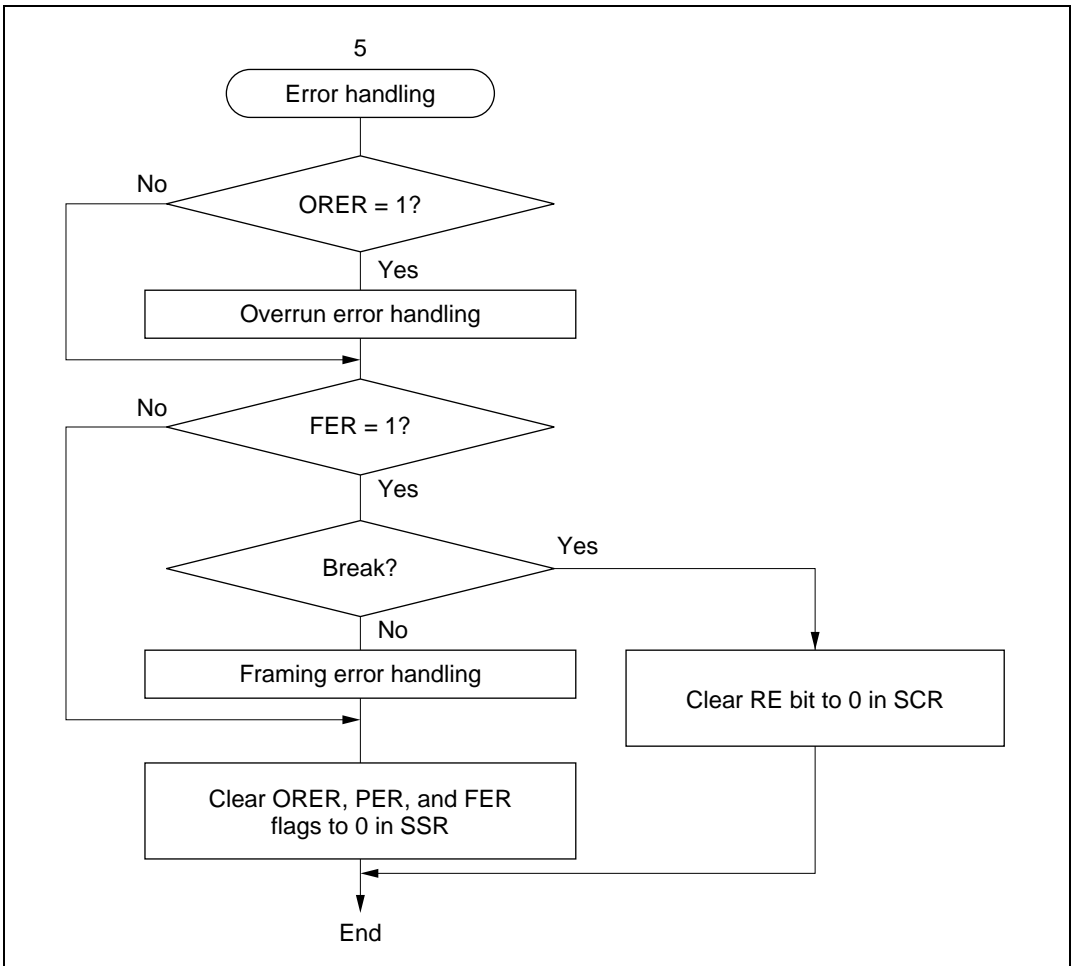 5
Error handling
No
ORER = 1?
Yes
Overrun error handling
No
FER = 1?
Yes
Break?
Yes
No
Framing error handling
Clear RE bit to 0 in SCR
Clear ORER, PER, and FER
flags to 0 in SSR
End